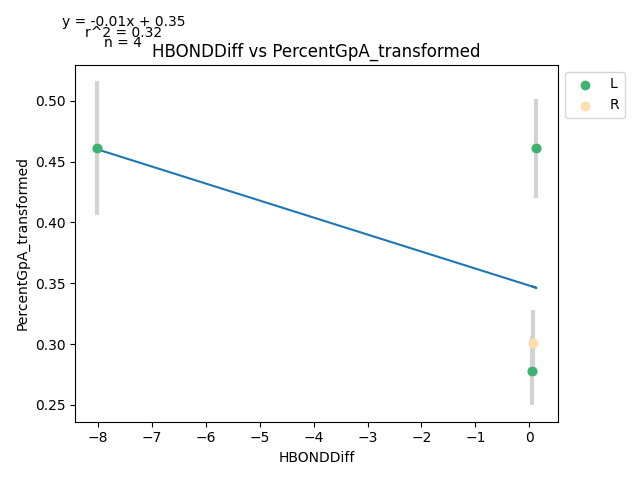 y = -0.01x + 0.35
r^2 = 0.32
n = 4
HBONDDiff vs PercentGpA_transformed
L
R
PercentGpA_transformed
0.50
0.45
0.40
0.35
0.30
0.25
−8 −7 −6 −5 −4 −3 −2 −1 0
HBONDDiff